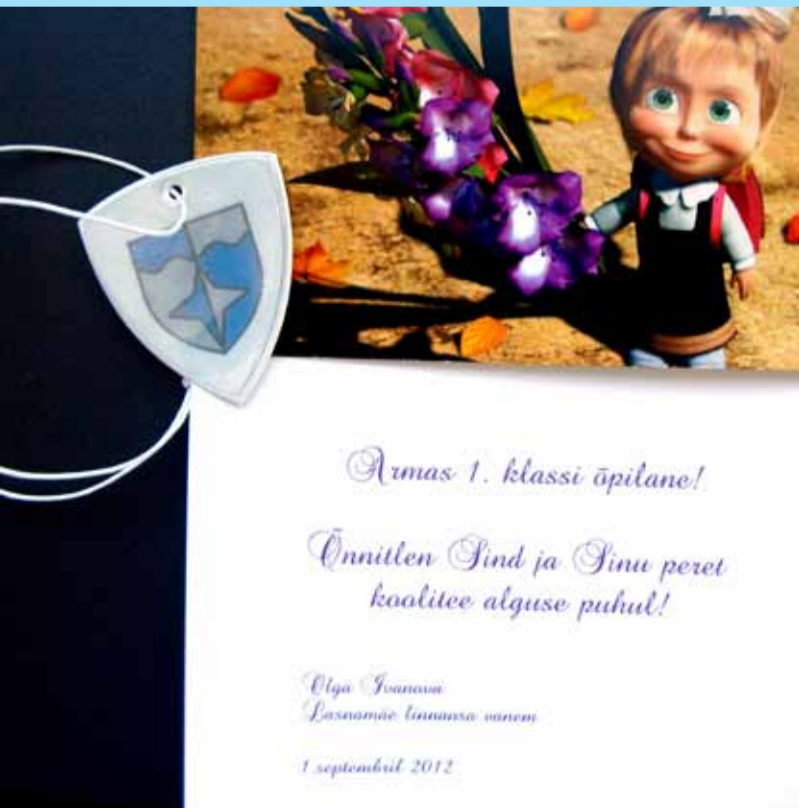 Armas 1. klassi õpilane!
Õnnitlen Sind ja Sinu peret
koolitee alguse puhul!
Olga Ivanova
Lasnamäe linnaosa vanem
1.septembril 2012